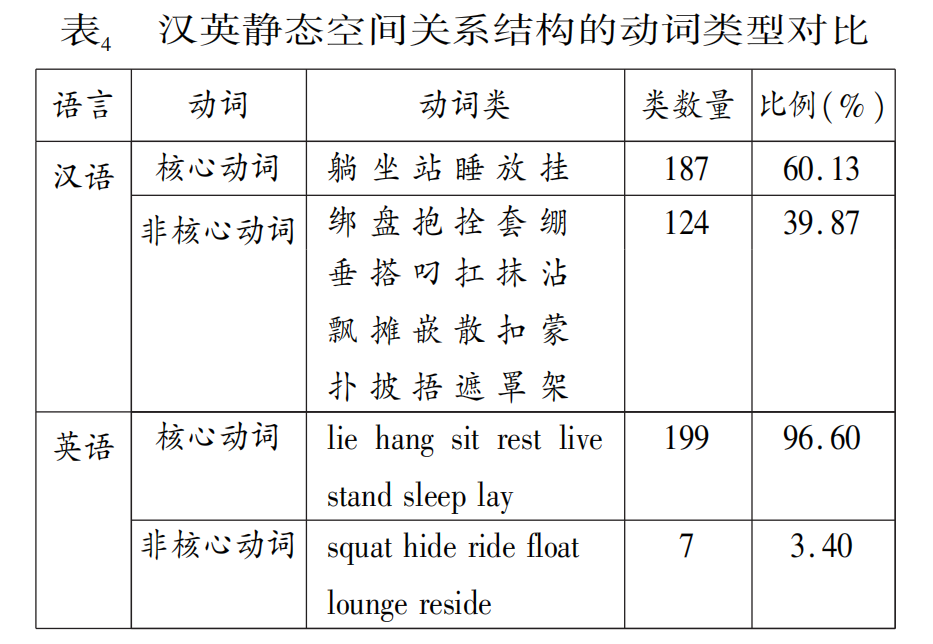 表4 汉英静态空间关系结构的动词类型对比
语言 动词 动词类 类数量 比例(%)
汉语 核心动词 躺 坐 站 睡 放 挂 187 60.13
非核心动词 绑 盘 抱 拴 套 绷 124 39.87
垂 搭 叼 扛 抹 沾
飘 摊 嵌 散 扣 蒙
扑 披 捂 遮 罩 架
英语 核心动词 lie hang sit rest live 199 96.60
stand sleep lay
非核心动词 squat hide ride float 7 3.40
lounge reside